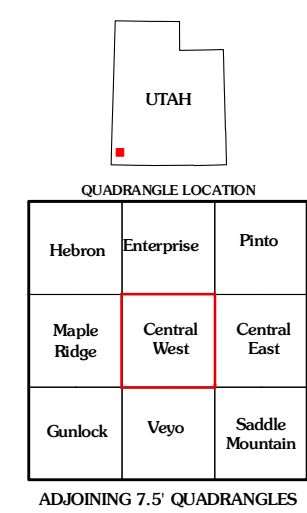 UTAH
QUADRANGLE LOCATION
Hebron
Enterprise
Pinto
Maple
Ridge
Central
West
Central
East
Gunlock
Veyo
Saddle
Mountain
ADJOINING 7.5' QUADRANGLES